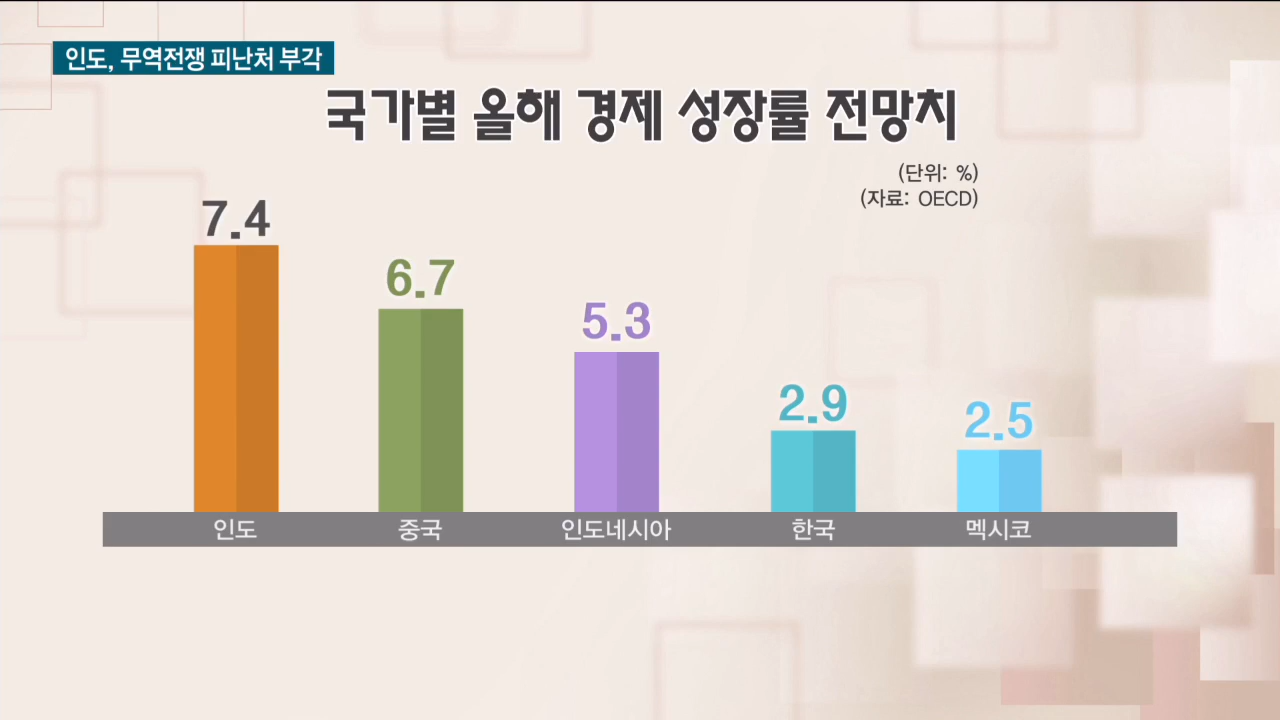 인도, 무역전쟁 피난처 부각
국가별 올해 경제 성장률 전망치
(단위: %)
(자료: OECD)
7.4
6.7
5.3
2.9
2.5
인도
중국
인도네시아
한국
멕시코